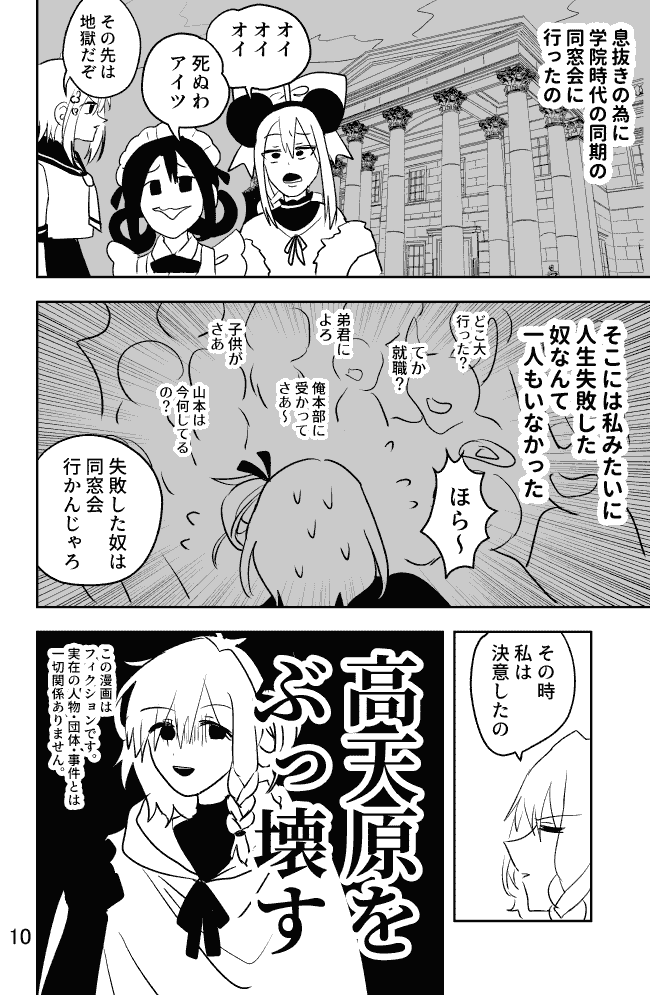 息抜きの為に
学院時代の同期の
同窓会に
行ったの
オイ
オイ
オイ
死ぬわ
アイツ
その先は
地獄だぞ
そこには私みたいに
人生失敗した
奴なんて
一人もいなかった
どこ大
行った?
てか
就職?
弟君に
よろ
俺本部に
受かって
さあ~
子供が
さあ
山本は
今何してる
の?
ほら~
失敗した奴は
同窓会
行かんじゃろ
その時
私は
決意したの
高天原を
ぶっ壊す
この漫画は
フィクションです。
実在の人物・団体・事件とは
一切関係ありません。
10